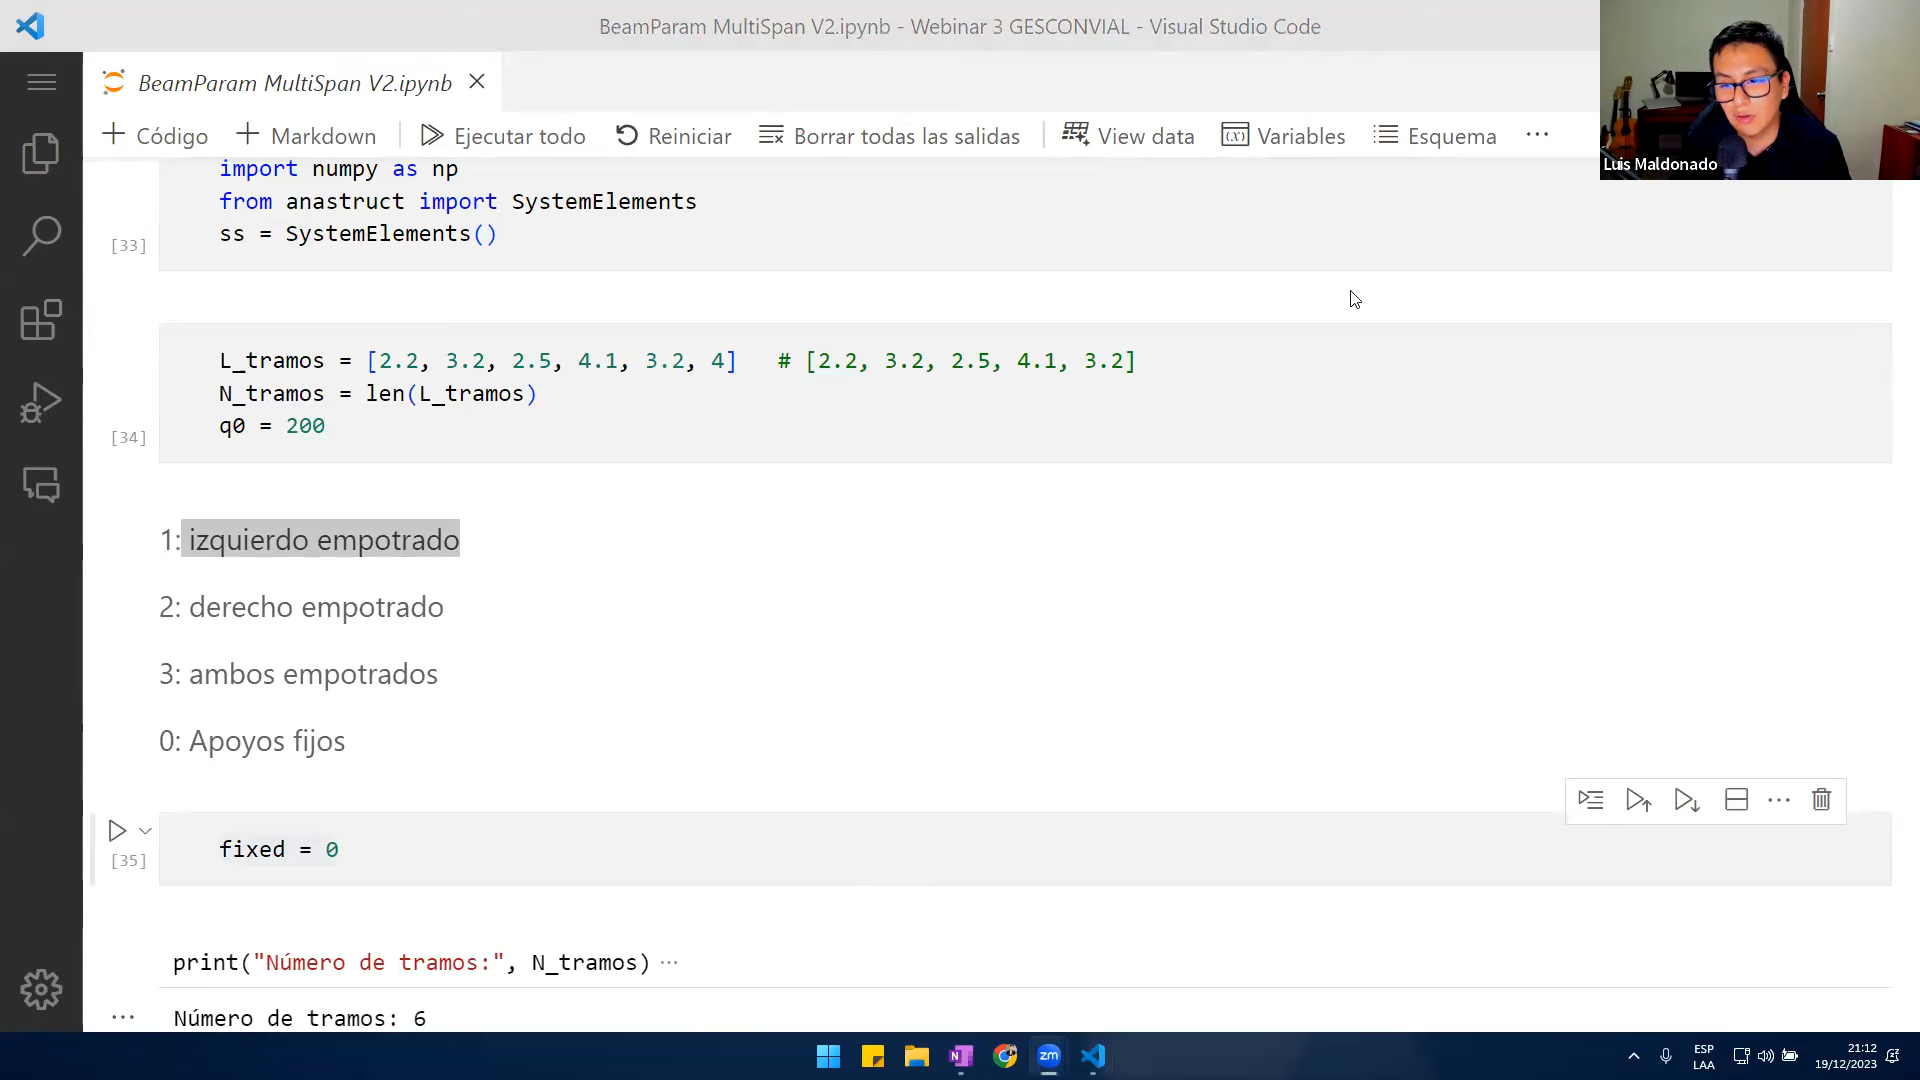 BeamParam MultiSpan V2.ipynb - Webinar 3 GESCONVIAL - Visual Studio Code
BeamParam MultiSpan V2.ipynb
Código Markdown Ejecutar todo Reiniciar Borrar todas las salidas View data Variables Esquema ...
Luis Maldonado
import numpy as np
from anastruct import SystemElements
ss = SystemElements()
[33]
L_tramos = [2.2, 3.2, 2.5, 4.1, 3.2, 4]   # [2.2, 3.2, 2.5, 4.1, 3.2]
N_tramos = len(L_tramos)
q0 = 200
[34]
1: izquierdo empotrado
2: derecho empotrado
3: ambos empotrados
0: Apoyos fijos
fixed = 0
[35]
print("Número de tramos:", N_tramos) ...
... Número de tramos: 6
zm
ESP
LAA
21:12
19/12/2023